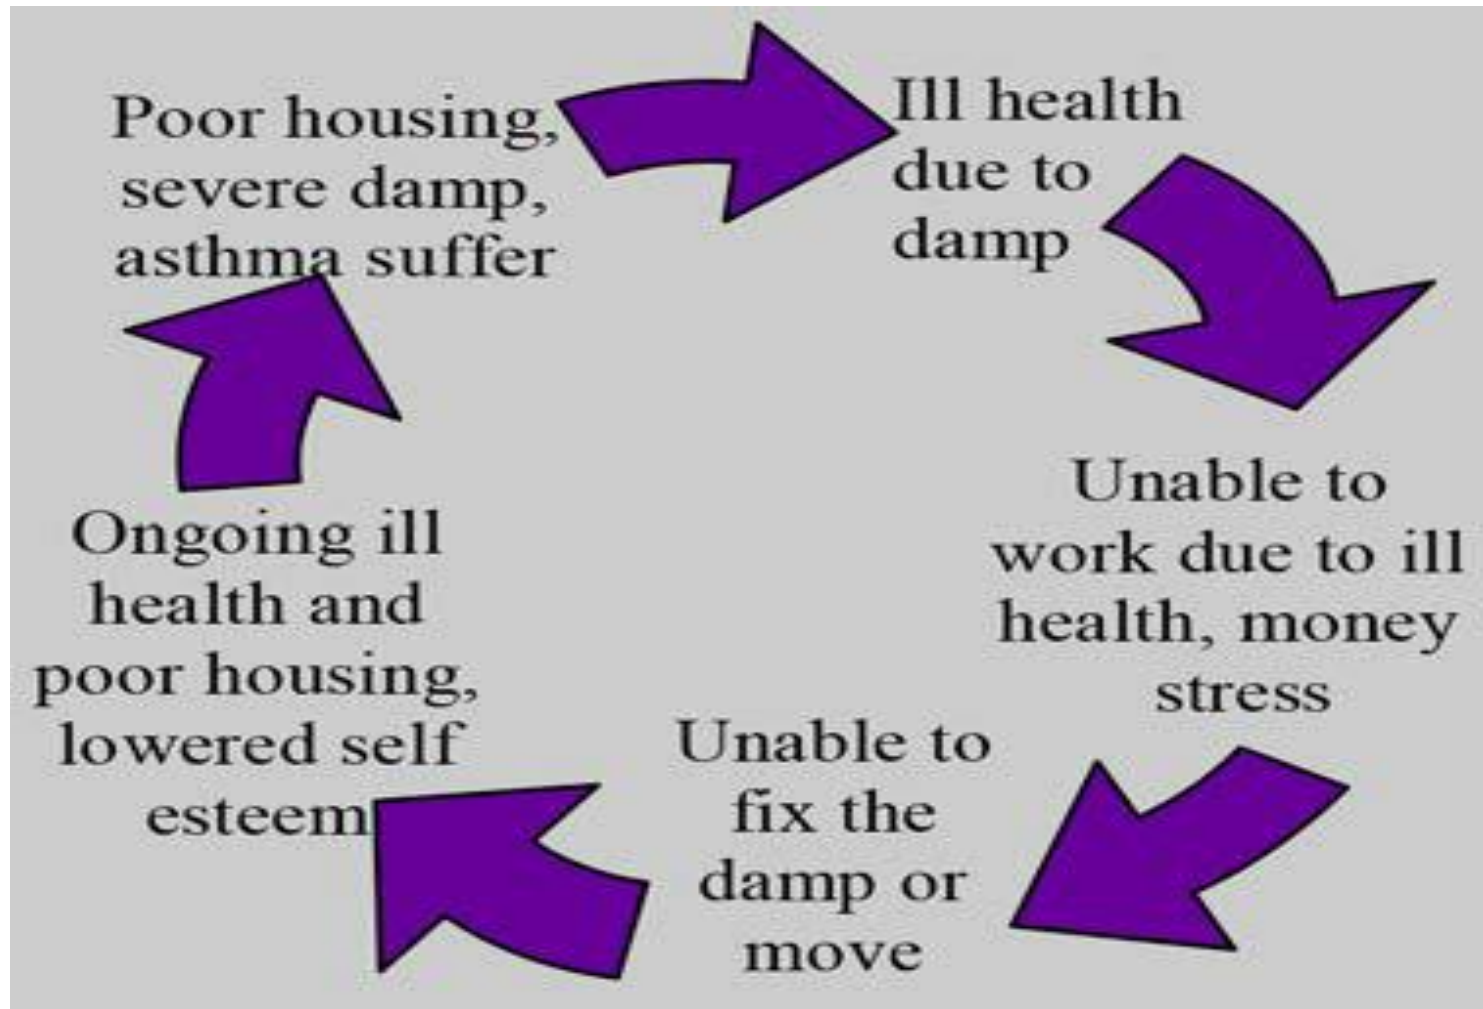 Poor housing,
severe damp,
asthma suffer
Ill health
due to
damp
Unable to
work due to ill
health, money
stress
Unable to
fix the
damp or
move
Ongoing ill
health and
poor housing,
lowered self
esteem